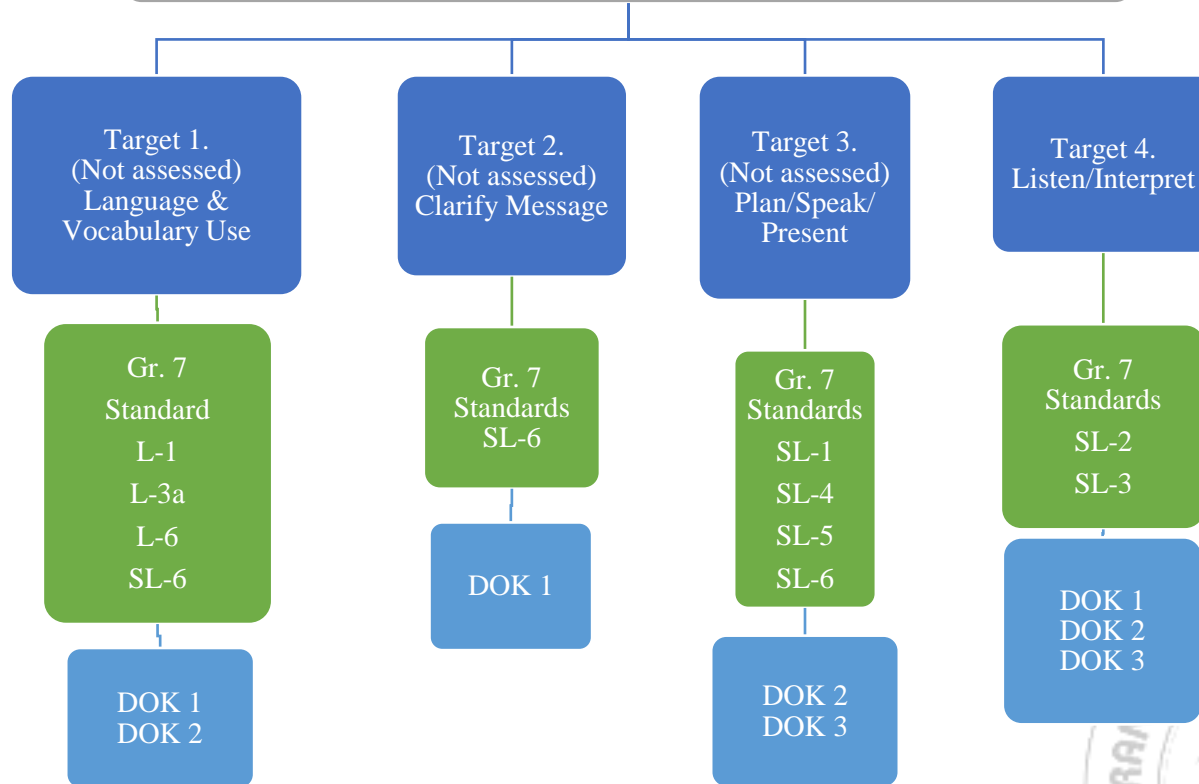 Target 1.
(Not assessed)
Language &
Vocabulary Use
Target 2.
(Not assessed)
Clarify Message
Target 3.
(Not assessed)
Plan/Speak/
Present
Target 4.
Listen/Interpret
Gr. 7
Standard
L-1
L-3a
L-6
SL-6
Gr. 7
Standards
SL-6
Gr. 7
Standards
SL-1
SL-4
SL-5
SL-6
Gr. 7
Standards
SL-2
SL-3
DOK 1
DOK 2
DOK 1
DOK 2
DOK 3
DOK 1
DOK 2
DOK 3